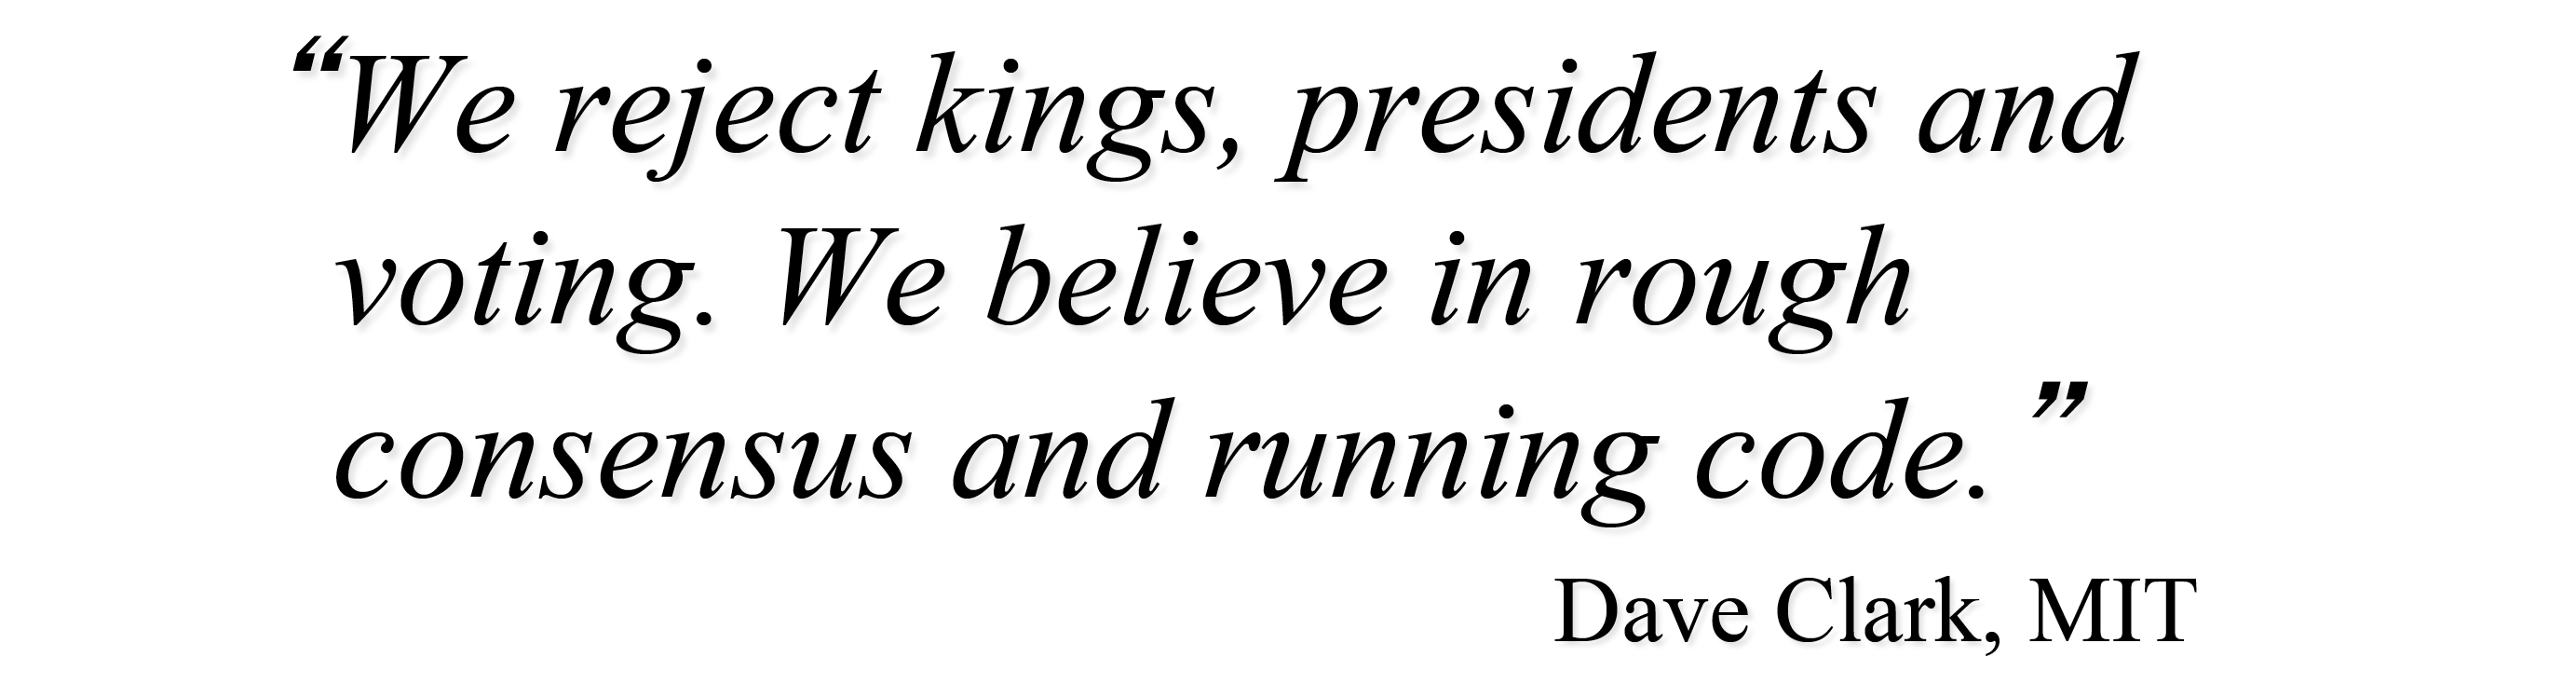 “We reject kings, presidents and
voting. We believe in rough
consensus and running code.”
Dave Clark, MIT